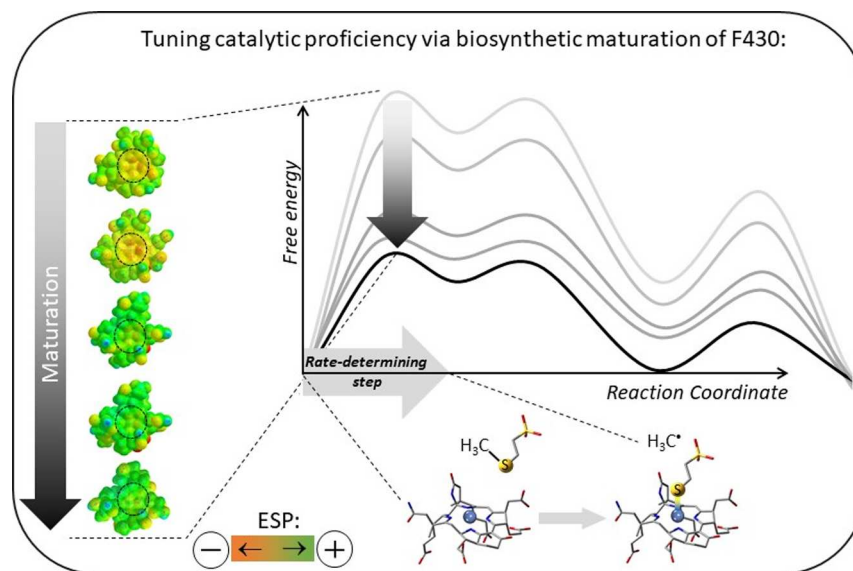 Tuning catalytic proficiency via biosynthetic maturation of F430:
Maturation
Free energy
Rate-determining
step
Reaction Coordinate
H₃C
S
H₃C•
S
ESP:
− ← → +